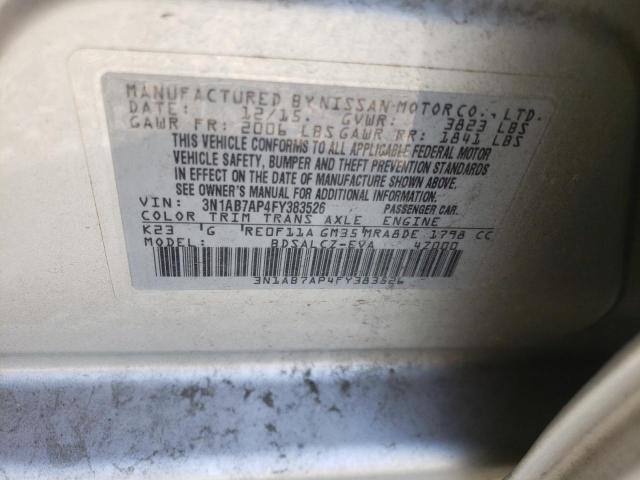 MANUFACTURED BY NISSAN MOTOR CO., LTD.
DATE: 12/15. GVWR: 3823 LBS
GAWR FR: 2006 LBS GAWR RR: 1841 LBS
THIS VEHICLE CONFORMS TO ALL APPLICABLE FEDERAL MOTOR
VEHICLE SAFETY, BUMPER AND THEFT PREVENTION STANDARDS
IN EFFECT ON THE DATE OF MANUFACTURE SHOWN ABOVE.
SEE OWNER'S MANUAL FOR ADDITIONAL INFORMATION.
VIN: 3N1AB7AP4FY383526 PASSENGER CAR.
COLOR TRIM TRANS AXLE ENGINE
K23 G RE0F11A GM35 MRA8DE 1798 CC
MODEL: BDSALCZ-EVA 47000
3N1AB7AP4FY383526